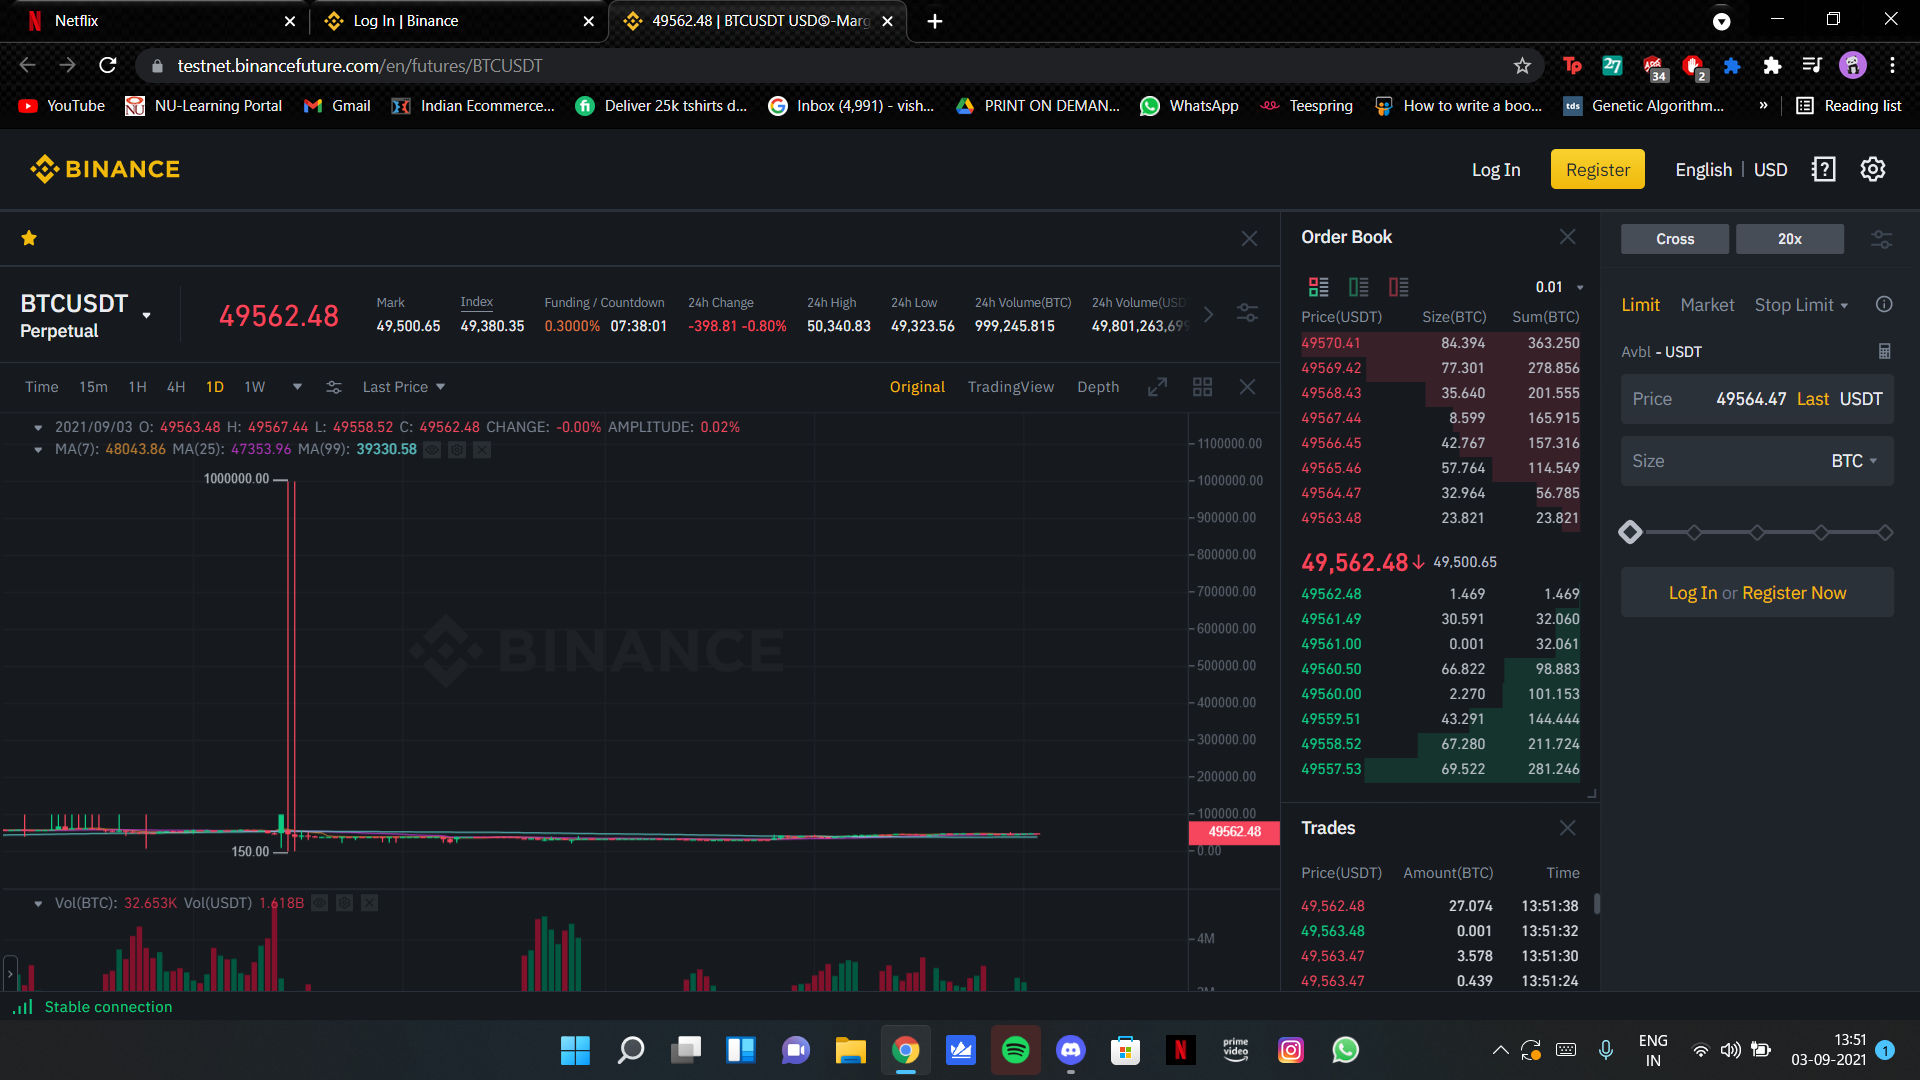 Netflix
Log In | Binance
49562.48 | BTCUSDT USDⓈ-Marg
testnet.binancefuture.com/en/futures/BTCUSDT
YouTube
NU-Learning Portal
Gmail
Indian Ecommerce...
Deliver 25k tshirts d...
Inbox (4,991) - vish...
PRINT ON DEMAN...
WhatsApp
Teespring
How to write a boo...
tds Genetic Algorithm...
»
Reading list
34
2
BINANCE
Log In
Register
English | USD
BTCUSDT
Perpetual
49562.48
Mark
49,500.65
Index
49,380.35
Funding / Countdown
0.3000% 07:38:01
24h Change
-398.81 -0.80%
24h High
50,340.83
24h Low
49,323.56
24h Volume(BTC)
999,245.815
24h Volume(USD
49,801,263,699
Time 15m 1H 4H 1D 1W
Last Price
Original TradingView Depth
2021/09/03 O: 49563.48 H: 49567.44 L: 49558.52 C: 49562.48 CHANGE: -0.00% AMPLITUDE: 0.02%
MA(7): 48043.86 MA(25): 47353.96 MA(99): 39330.58
1000000.00
150.00
BINANCE
1100000.00
1000000.00
900000.00
800000.00
700000.00
600000.00
500000.00
400000.00
300000.00
200000.00
100000.00
49562.48
0.00
Vol(BTC): 32.653K Vol(USDT) 1.618B
4M
2M
Stable connection
Order Book
0.01
Price(USDT) Size(BTC) Sum(BTC)
49570.41 84.394 363.250
49569.42 77.301 278.856
49568.43 35.640 201.555
49567.44 8.599 165.915
49566.45 42.767 157.316
49565.46 57.764 114.549
49564.47 32.964 56.785
49563.48 23.821 23.821
49,562.48↓ 49,500.65
49562.48 1.469 1.469
49561.49 30.591 32.060
49561.00 0.001 32.061
49560.50 66.822 98.883
49560.00 2.270 101.153
49559.51 43.291 144.444
49558.52 67.280 211.724
49557.53 69.522 281.246
Trades
Price(USDT) Amount(BTC) Time
49,562.48 27.074 13:51:38
49,563.48 0.001 13:51:32
49,563.47 3.578 13:51:30
49,563.47 0.439 13:51:24
Cross 20x
Limit Market Stop Limit
Avbl - USDT
Price 49564.47 Last USDT
Size BTC
Log In or Register Now
prime video
ENG
IN
13:51
03-09-2021
1